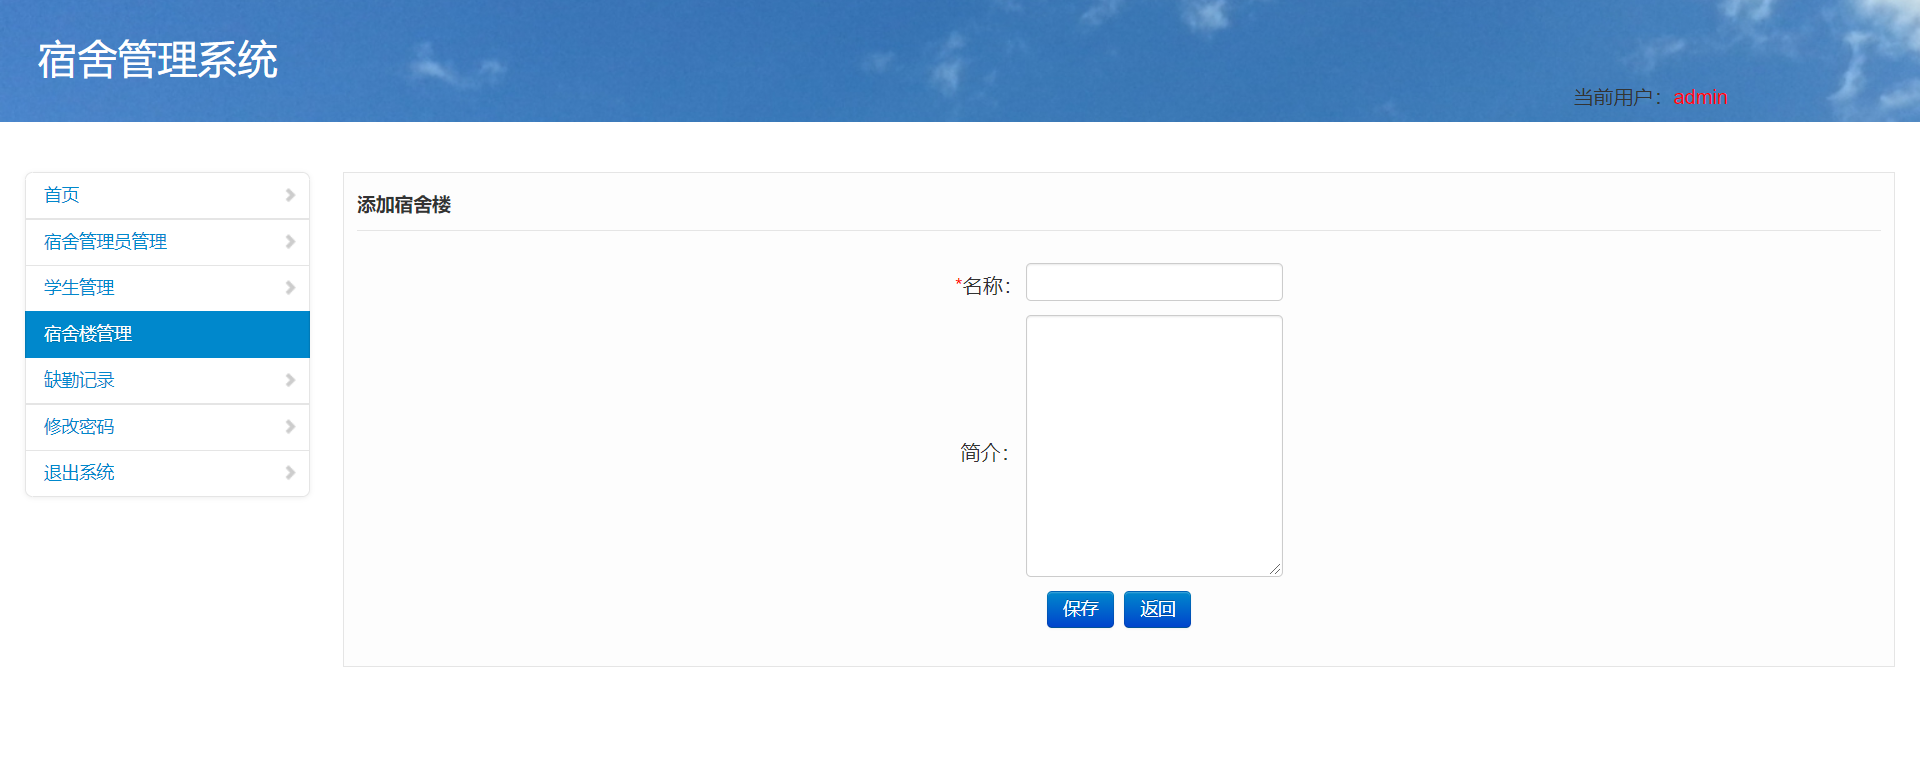 宿舍管理系统
当前用户：admin
首页
宿舍管理员管理
学生管理
宿舍楼管理
缺勤记录
修改密码
退出系统
添加宿舍楼
*名称：
简介：
保存 返回